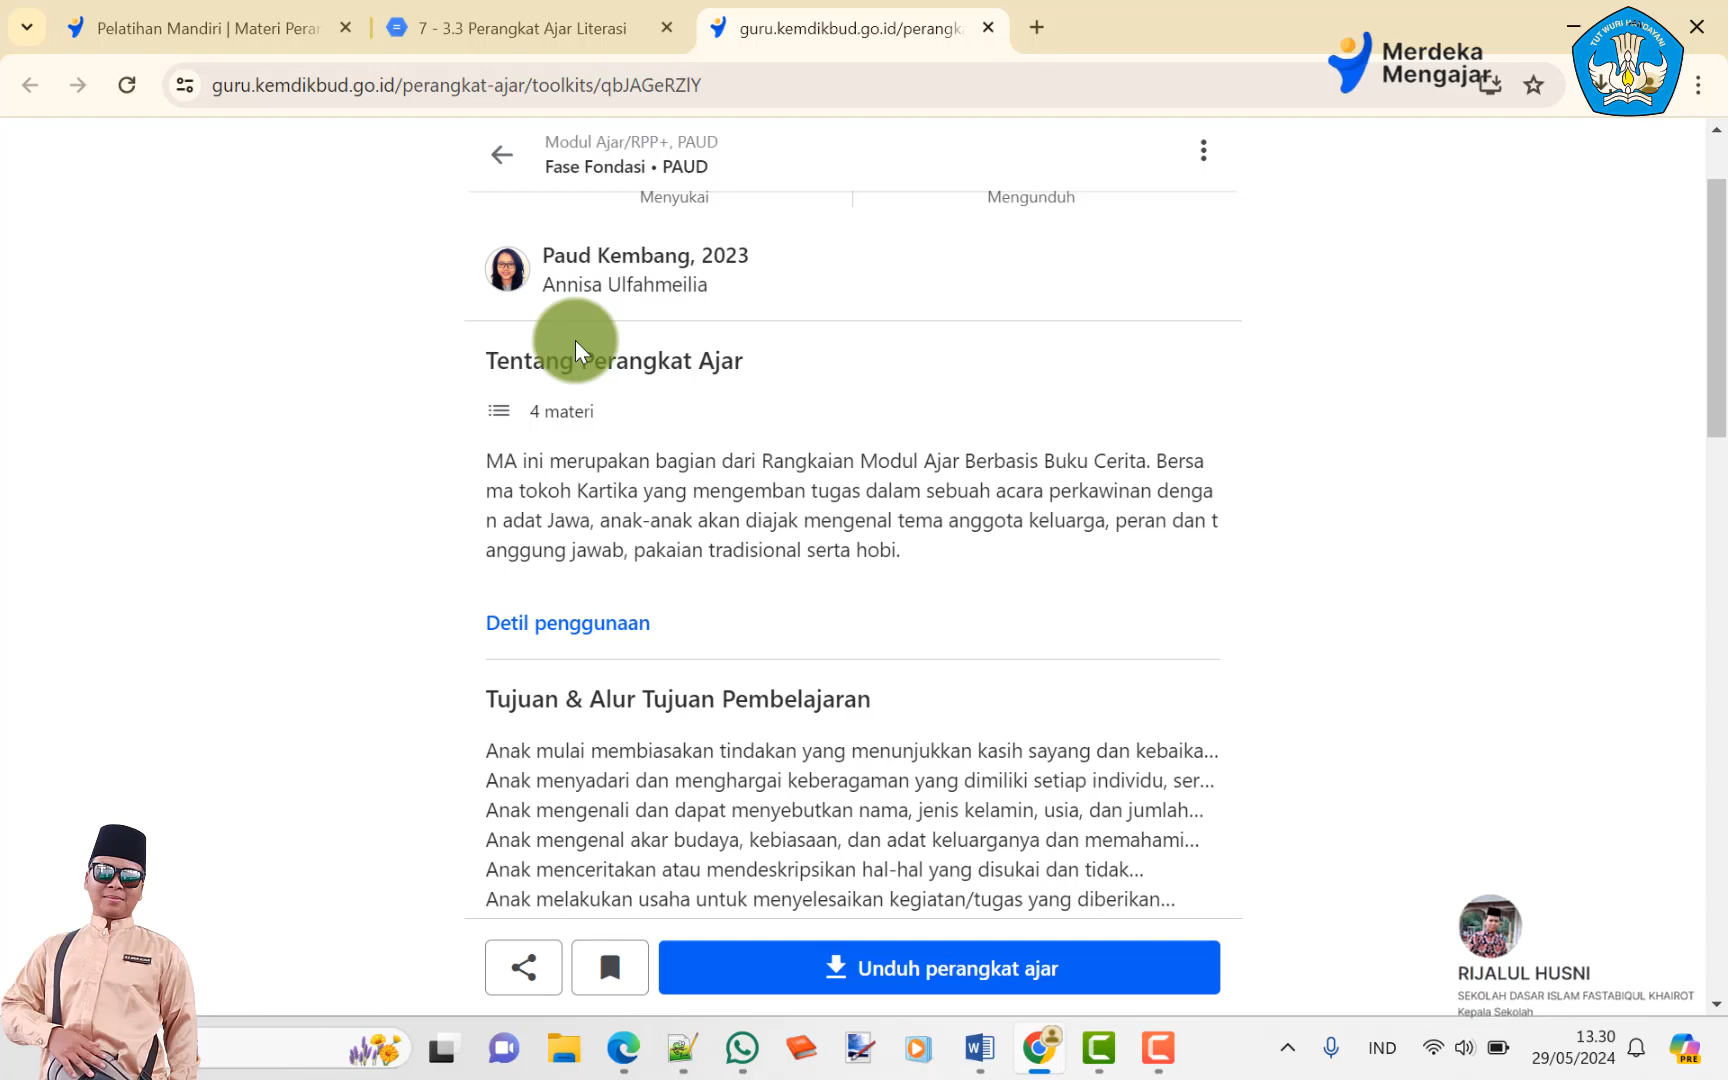 Pelatihan Mandiri | Materi Peran
7 - 3.3 Perangkat Ajar Literasi
guru.kemdikbud.go.id/perangka
guru.kemdikbud.go.id/perangkat-ajar/toolkits/qbJAGeRZlY
Merdeka
Mengajar
TUT WURI HANDAYANI
Modul Ajar/RPP+, PAUD
Fase Fondasi • PAUD
Menyukai
Mengunduh
Paud Kembang, 2023
Annisa Ulfahmeilia
Tentang Perangkat Ajar
4 materi
MA ini merupakan bagian dari Rangkaian Modul Ajar Berbasis Buku Cerita. Bersa
ma tokoh Kartika yang mengemban tugas dalam sebuah acara perkawinan denga
n adat Jawa, anak-anak akan diajak mengenal tema anggota keluarga, peran dan t
anggung jawab, pakaian tradisional serta hobi.
Detil penggunaan
Tujuan & Alur Tujuan Pembelajaran
Anak mulai membiasakan tindakan yang menunjukkan kasih sayang dan kebaika...
Anak menyadari dan menghargai keberagaman yang dimiliki setiap individu, ser...
Anak mengenali dan dapat menyebutkan nama, jenis kelamin, usia, dan jumlah...
Anak mengenal akar budaya, kebiasaan, dan adat keluarganya dan memahami...
Anak menceritakan atau mendeskripsikan hal-hal yang disukai dan tidak...
Anak melakukan usaha untuk menyelesaikan kegiatan/tugas yang diberikan...
Unduh perangkat ajar
RIJALUL HUSNI
SEKOLAH DASAR ISLAM FASTABIQUL KHAIROT
Kepala Sekolah
IND
13.30
29/05/2024
PRE